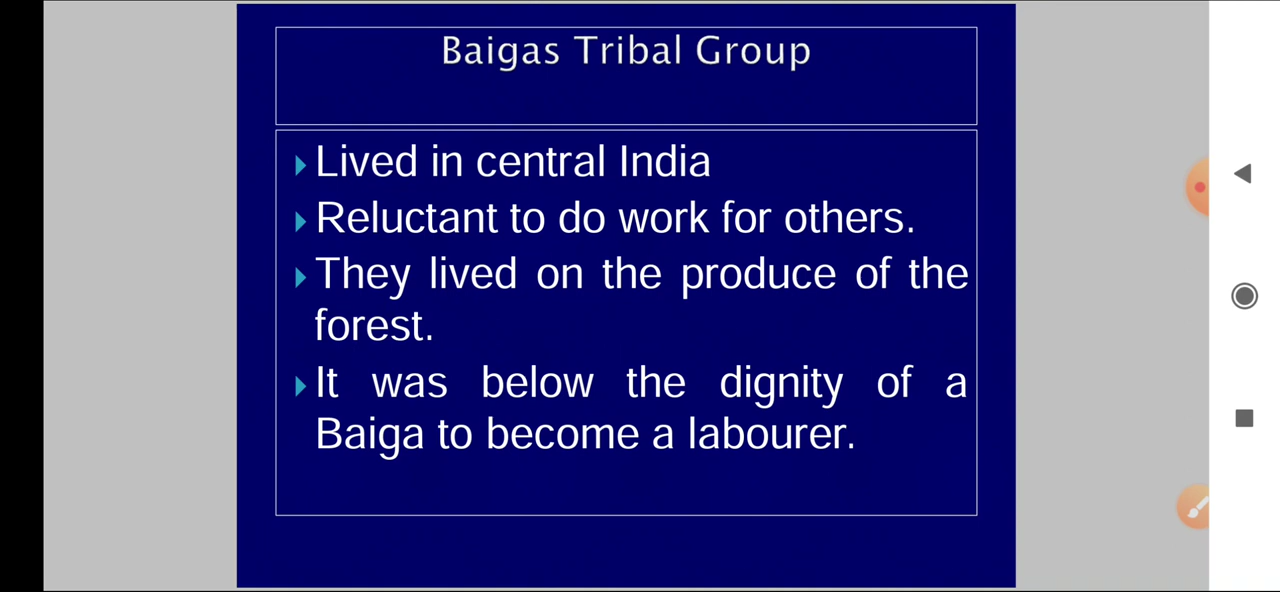 Baigas Tribal Group
Lived in central India
Reluctant to do work for others.
They lived on the produce of the
forest.
It was below the dignity of a
Baiga to become a labourer.